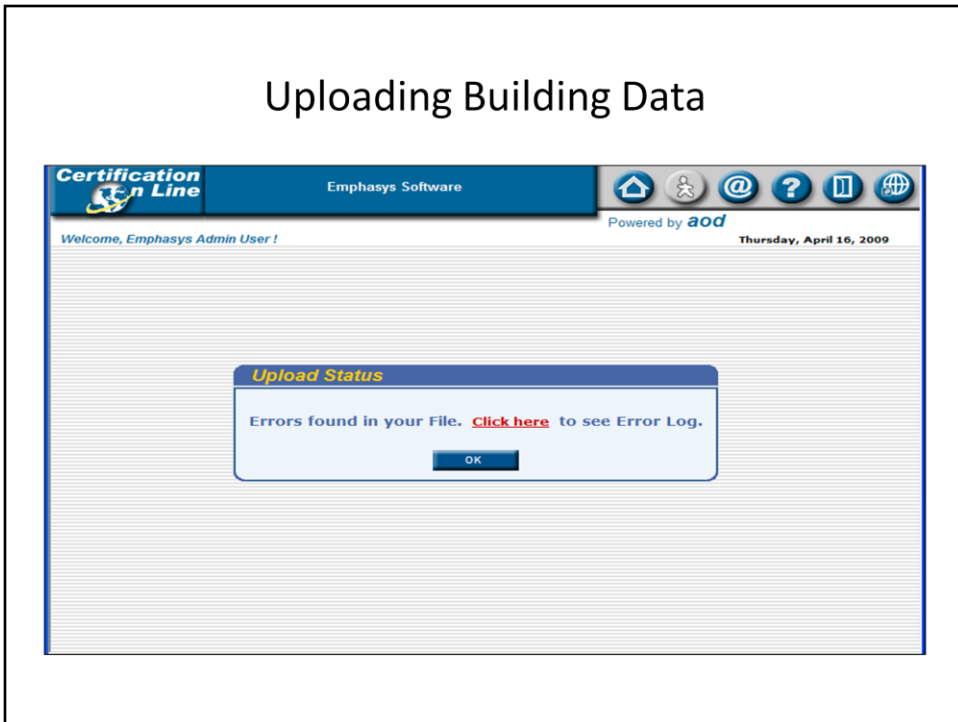 Uploading Building Data
Certification
On Line
Emphasys Software
Powered by aod
Welcome, Emphasys Admin User !
Thursday, April 16, 2009
Upload Status
Errors found in your File. Click here to see Error Log.
OK